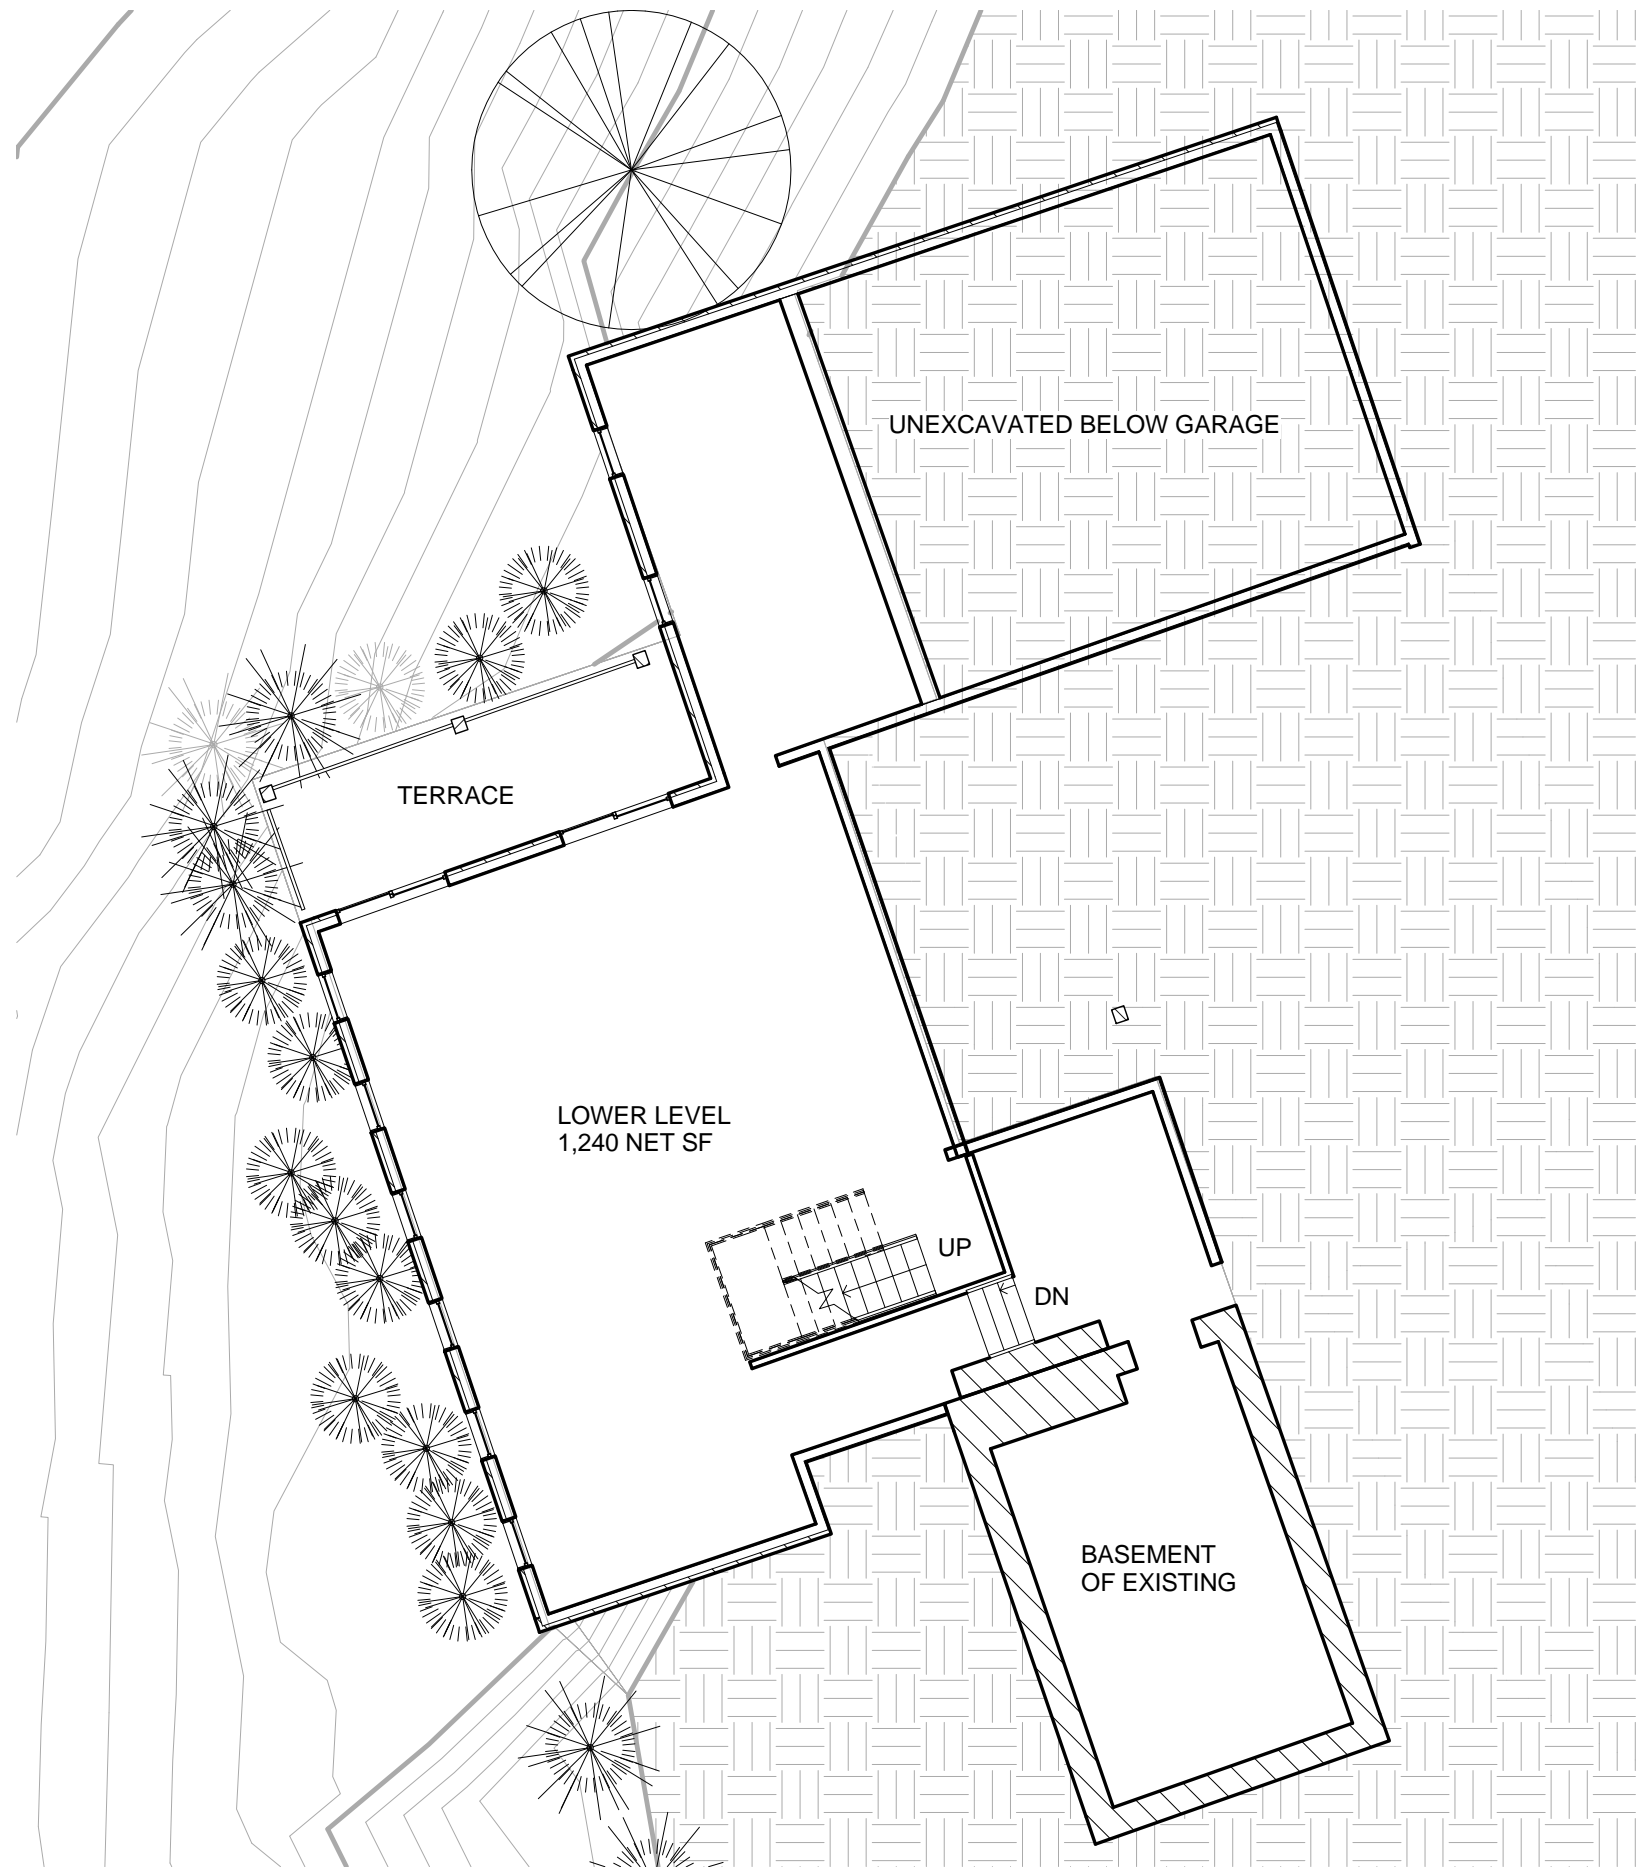 UNEXCAVATED BELOW GARAGE
TERRACE
LOWER LEVEL
1,240 NET SF
UP
DN
BASEMENT
OF EXISTING